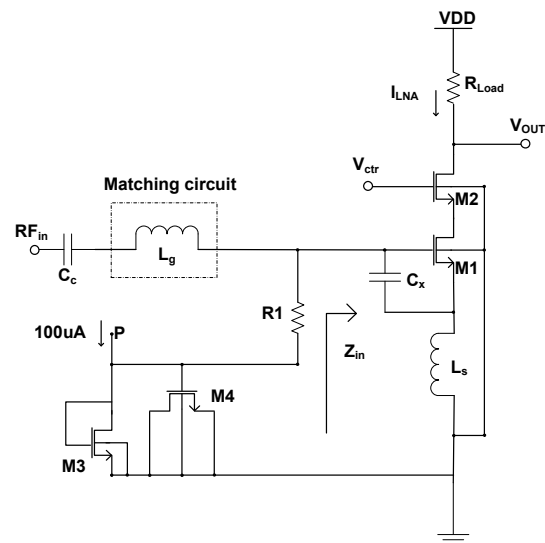 VDD
R_Load
I_LNA
V_OUT
V_ctr
M2
Matching circuit
RF_in
C_c
L_g
M1
C_x
R1
100uA
P
Z_in
L_s
M4
M3